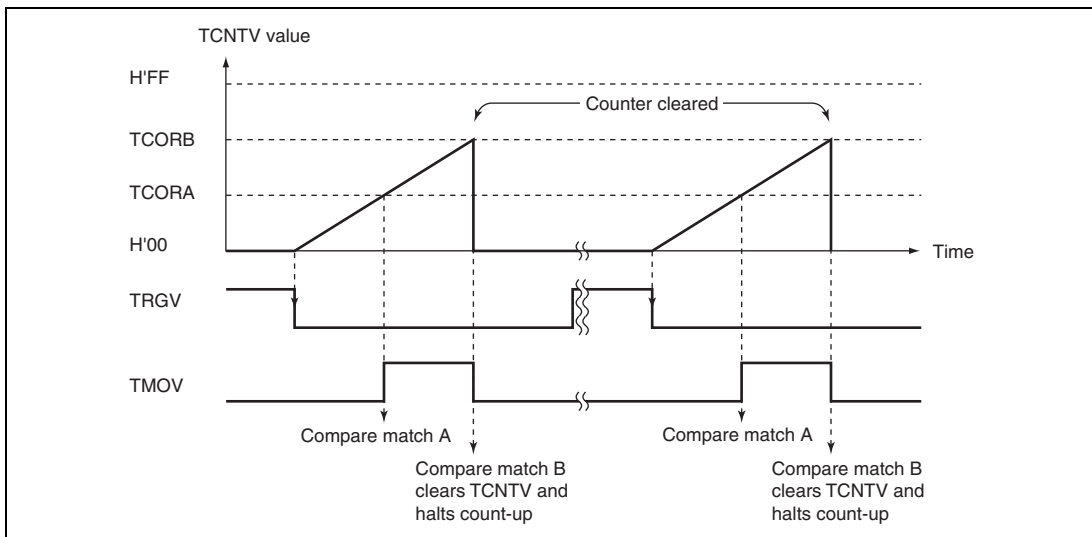 TCNTV value
H'FF
Counter cleared
TCORB
TCORA
H'00
Time
TRGV
TMOV
Compare match A
Compare match A
Compare match B
clears TCNTV and
halts count-up
Compare match B
clears TCNTV and
halts count-up